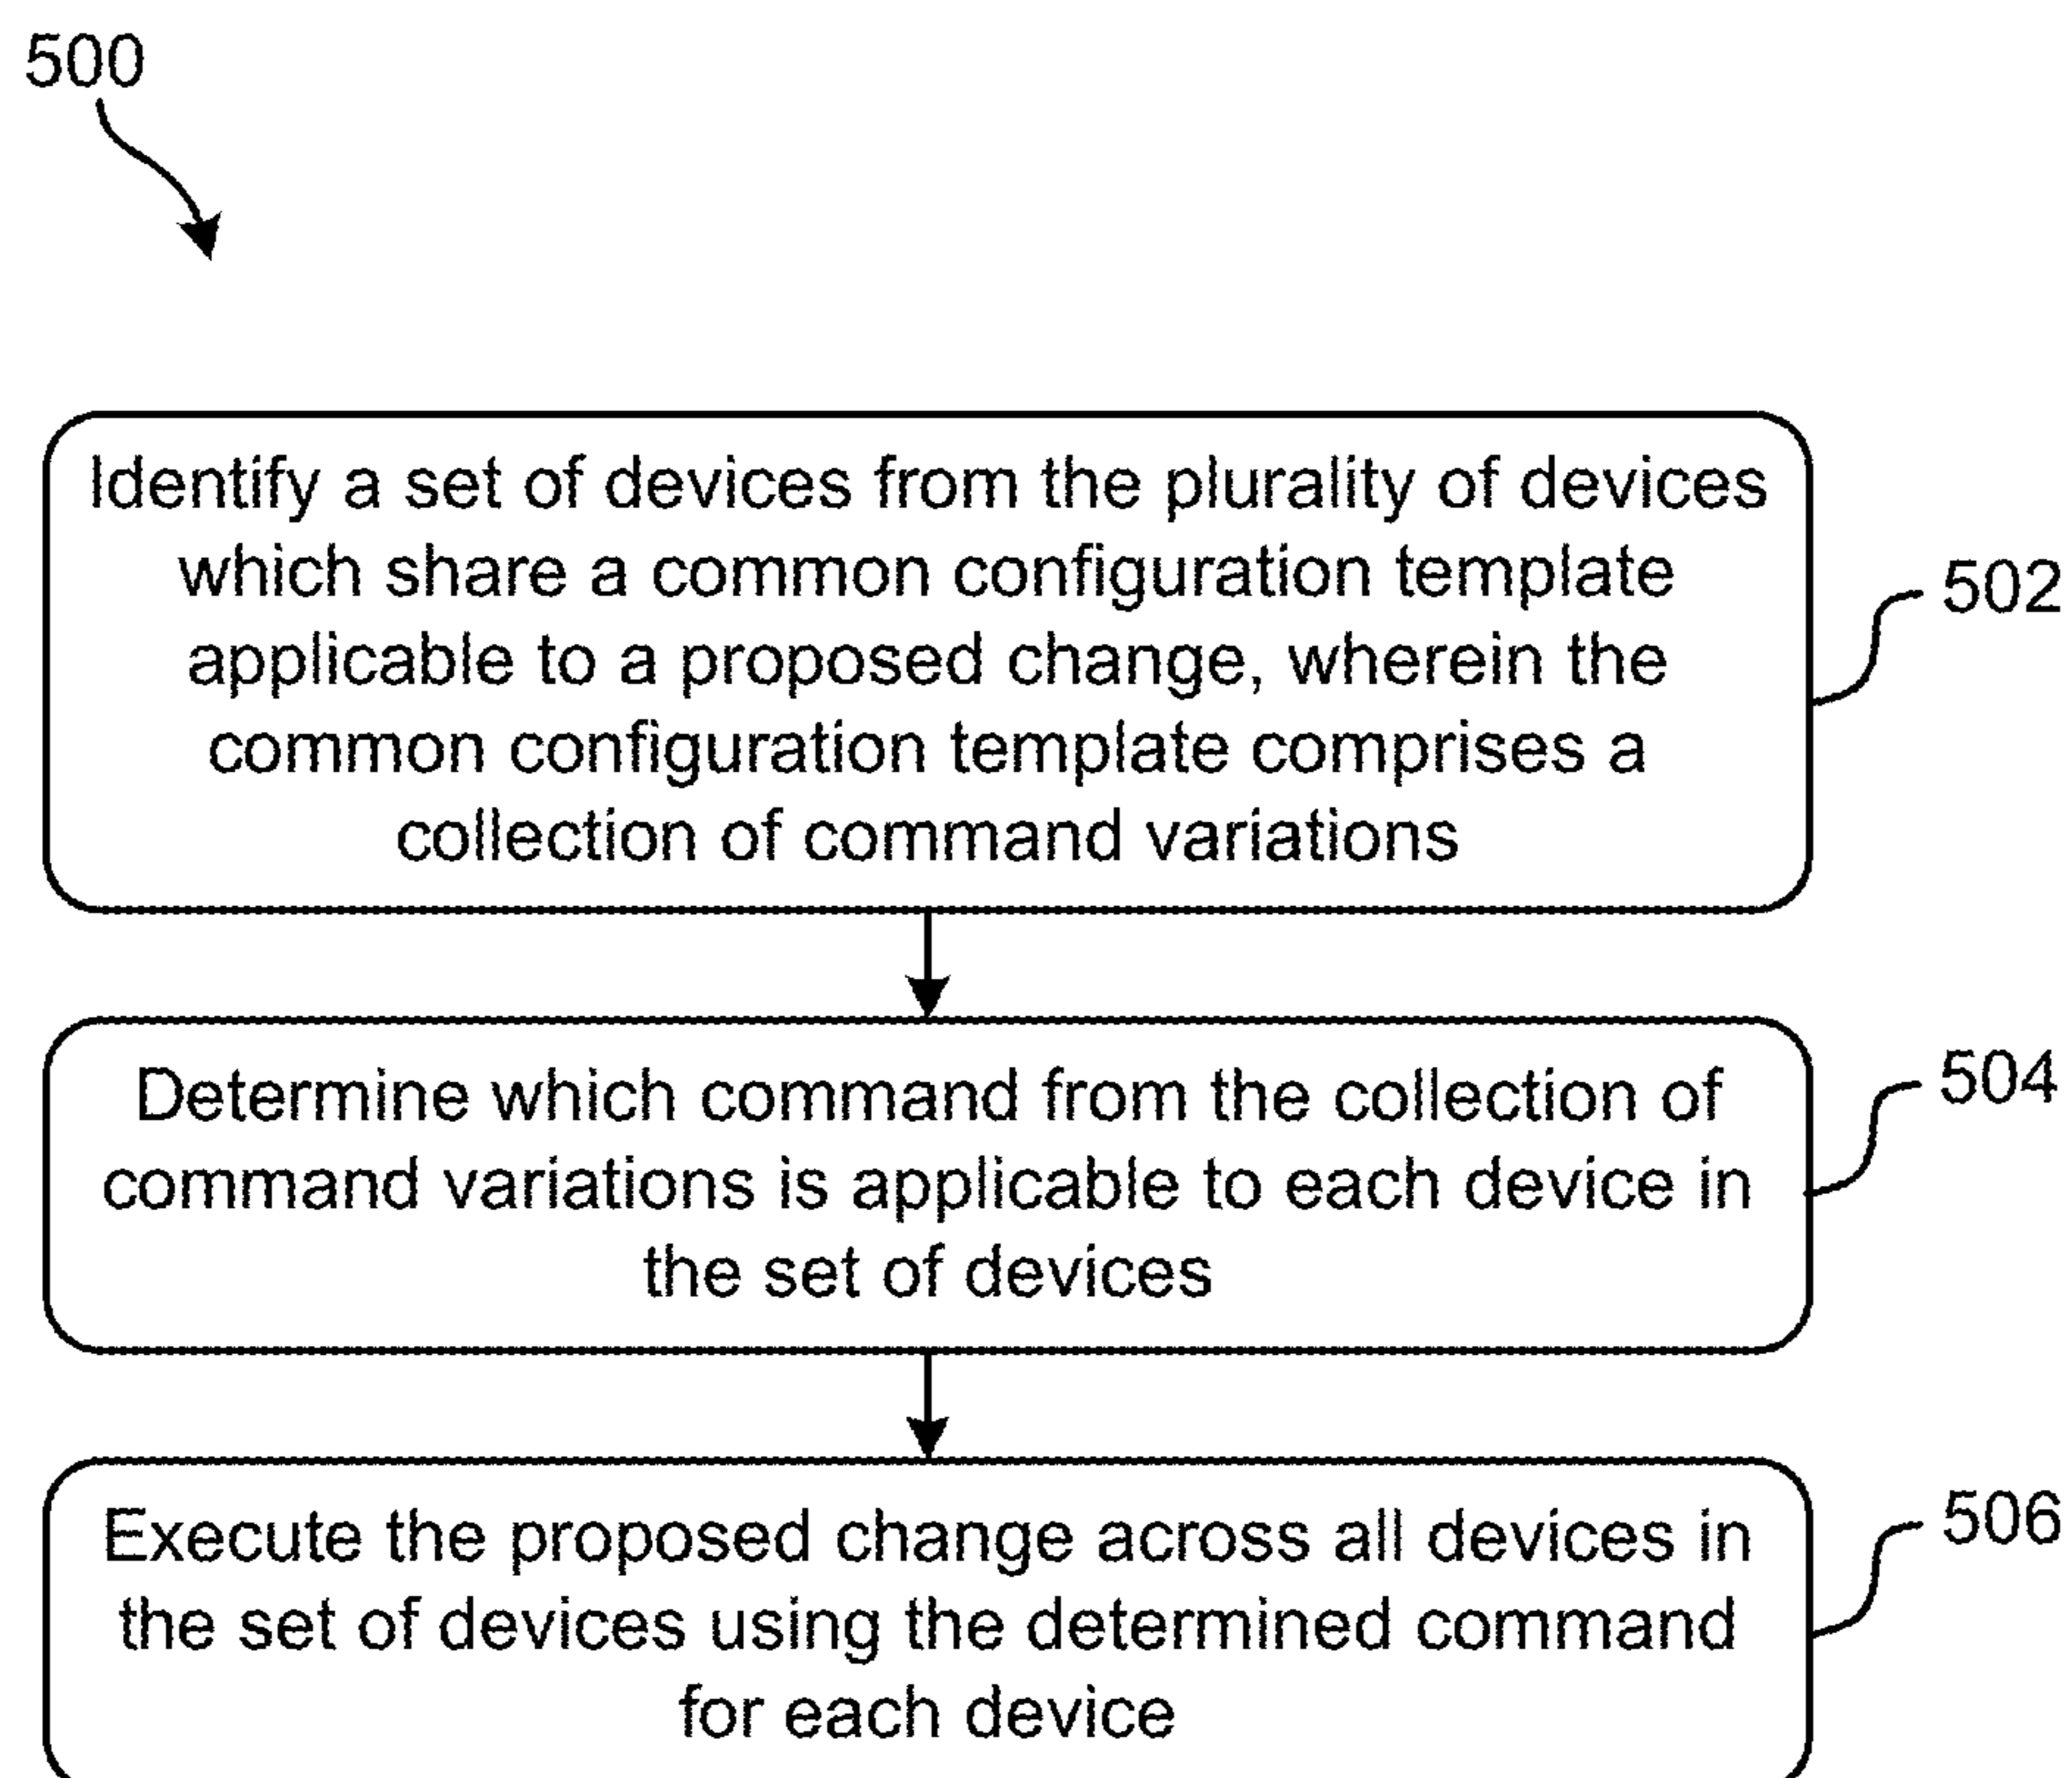 500
Identify a set of devices from the plurality of devices
which share a common configuration template
applicable to a proposed change, wherein the
common configuration template comprises a
collection of command variations
502
Determine which command from the collection of
command variations is applicable to each device in
the set of devices
504
Execute the proposed change across all devices in
the set of devices using the determined command
for each device
506